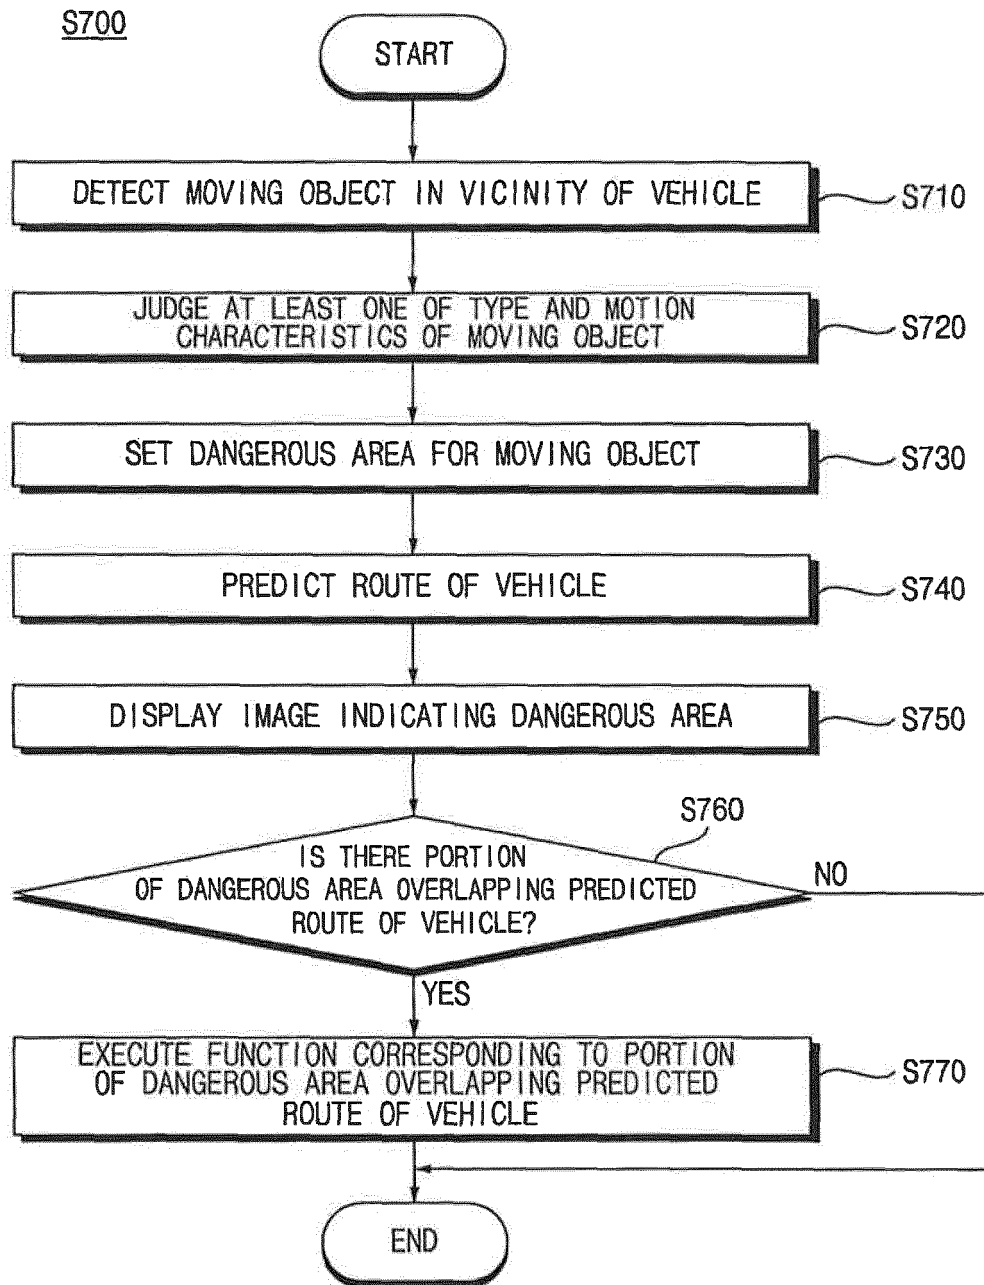 S700
START
DETECT MOVING OBJECT IN VICINITY OF VEHICLE
S710
JUDGE AT LEAST ONE OF TYPE AND MOTION
CHARACTERISTICS OF MOVING OBJECT
S720
SET DANGEROUS AREA FOR MOVING OBJECT
S730
PREDICT ROUTE OF VEHICLE
S740
DISPLAY IMAGE INDICATING DANGEROUS AREA
S750
S760
IS THERE PORTION
OF DANGEROUS AREA OVERLAPPING PREDICTED
ROUTE OF VEHICLE?
NO
YES
EXECUTE FUNCTION CORRESPONDING TO PORTION
OF DANGEROUS AREA OVERLAPPING PREDICTED
ROUTE OF VEHICLE
S770
END